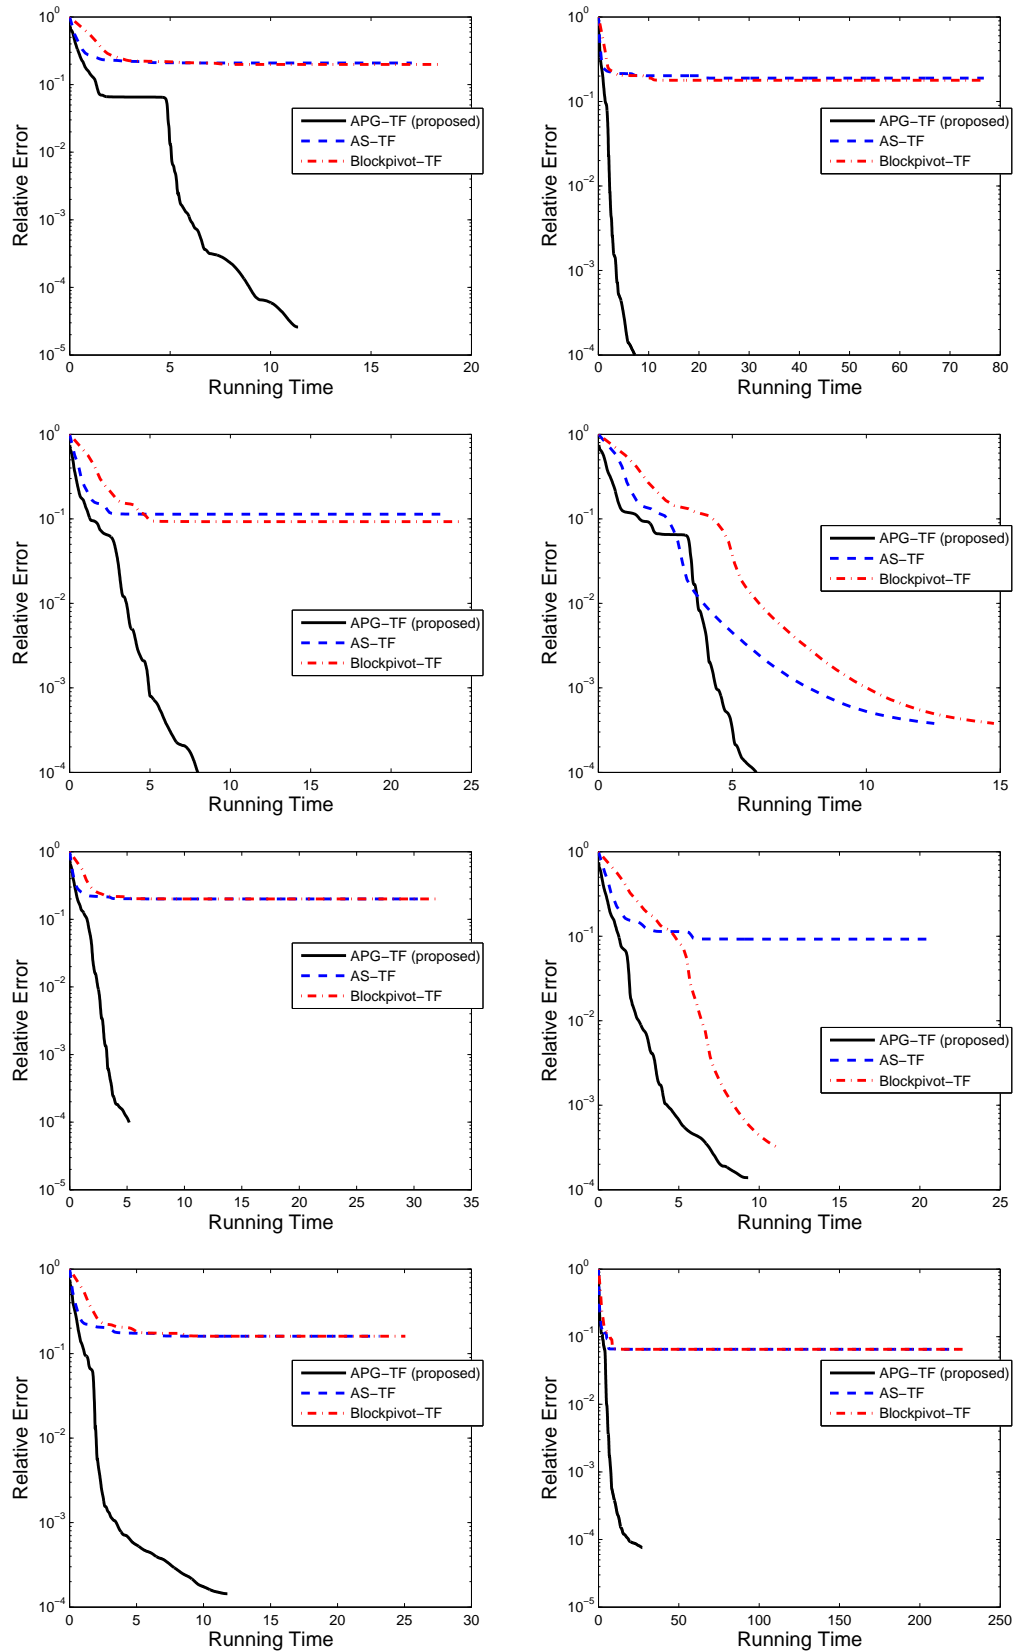 10^0
10^−1
10^−2
10^−3
10^−4
10^−5
Relative Error
0 5 10 15 20
Running Time
APG−TF (proposed)
AS−TF
Blockpivot−TF
10^0
10^−1
10^−2
10^−3
10^−4
Relative Error
0 10 20 30 40 50 60 70 80
Running Time
APG−TF (proposed)
AS−TF
Blockpivot−TF
10^0
10^−1
10^−2
10^−3
10^−4
Relative Error
0 5 10 15 20 25
Running Time
APG−TF (proposed)
AS−TF
Blockpivot−TF
10^0
10^−1
10^−2
10^−3
10^−4
Relative Error
0 5 10 15
Running Time
APG−TF (proposed)
AS−TF
Blockpivot−TF
10^0
10^−1
10^−2
10^−3
10^−4
10^−5
Relative Error
0 5 10 15 20 25 30 35
Running Time
APG−TF (proposed)
AS−TF
Blockpivot−TF
10^0
10^−1
10^−2
10^−3
10^−4
Relative Error
0 5 10 15 20 25
Running Time
APG−TF (proposed)
AS−TF
Blockpivot−TF
10^0
10^−1
10^−2
10^−3
10^−4
Relative Error
0 5 10 15 20 25 30
Running Time
APG−TF (proposed)
AS−TF
Blockpivot−TF
10^0
10^−1
10^−2
10^−3
10^−4
10^−5
Relative Error
0 50 100 150 200 250
Running Time
APG−TF (proposed)
AS−TF
Blockpivot−TF